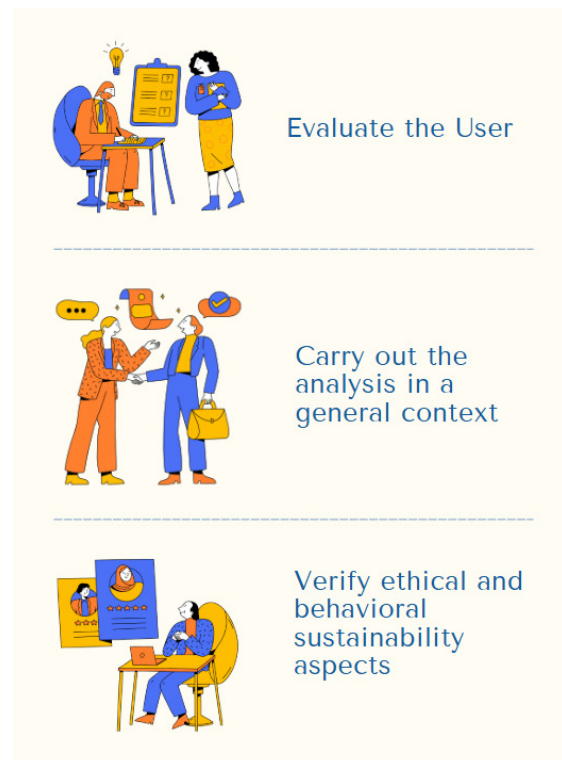 Evaluate the User
Carry out the
analysis in a
general context
Verify ethical and
behavioral
sustainability
aspects